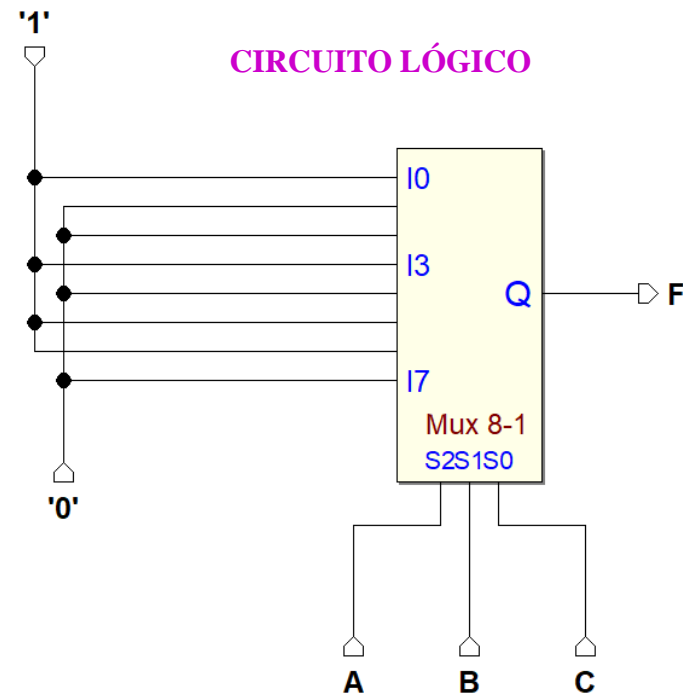 '1'
CIRCUITO LÓGICO
I0
I3
Q
F
I7
Mux 8-1
S2S1S0
'0'
A B C